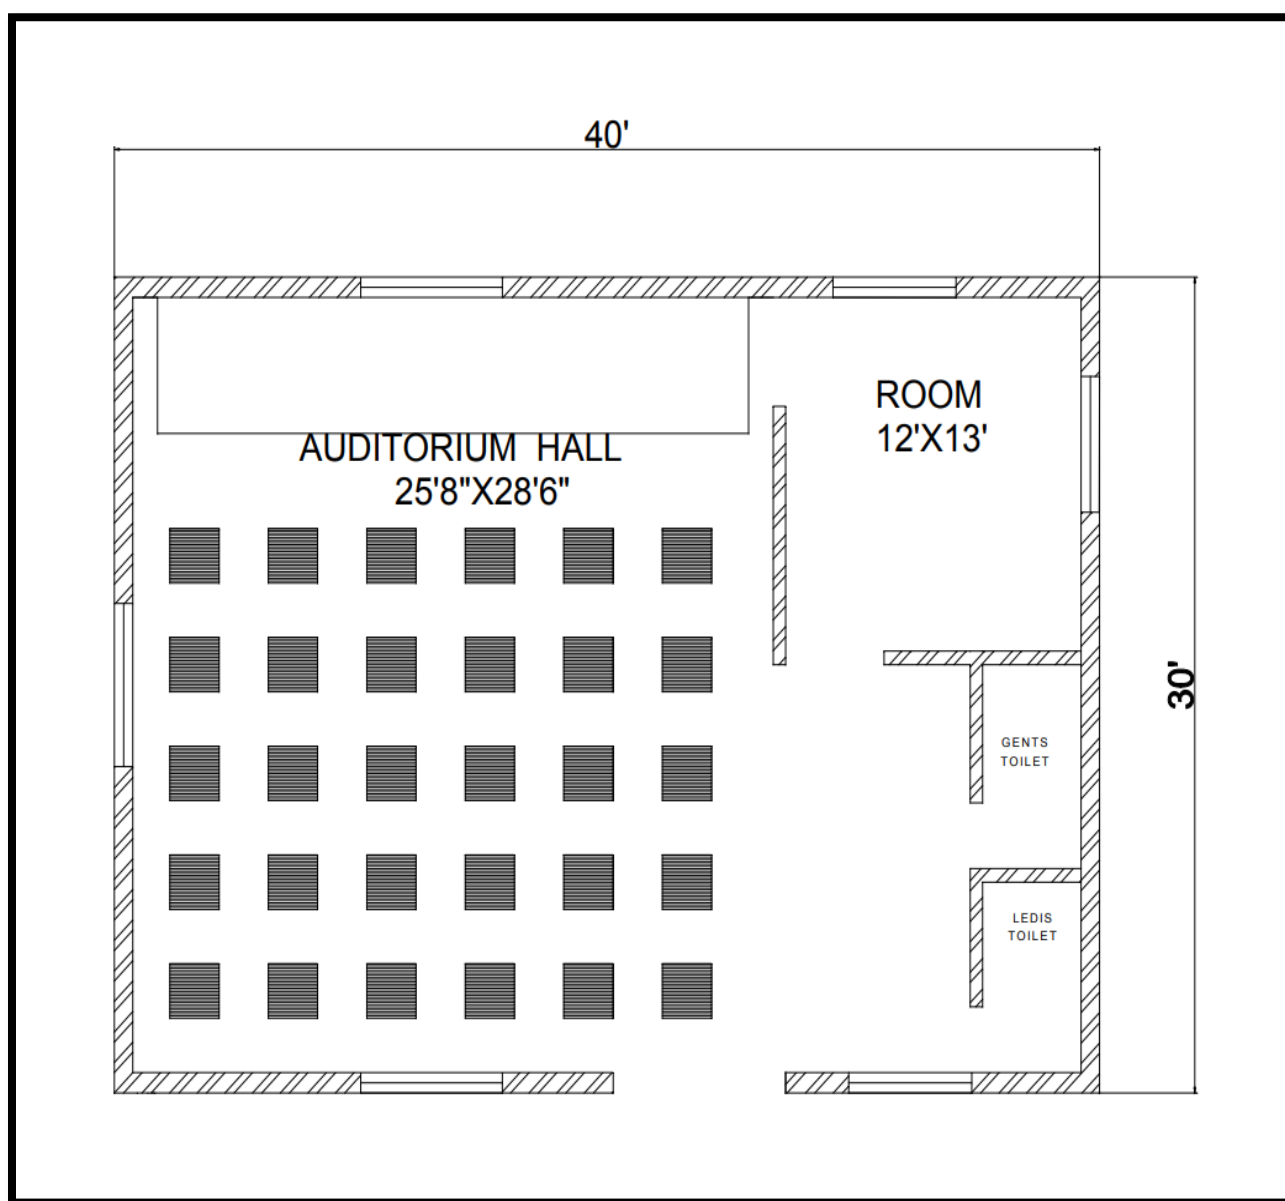 40'
ROOM
12'X13'
AUDITORIUM HALL
25'8"X28'6"
30'
GENTS
TOILET
LEDIS
TOILET